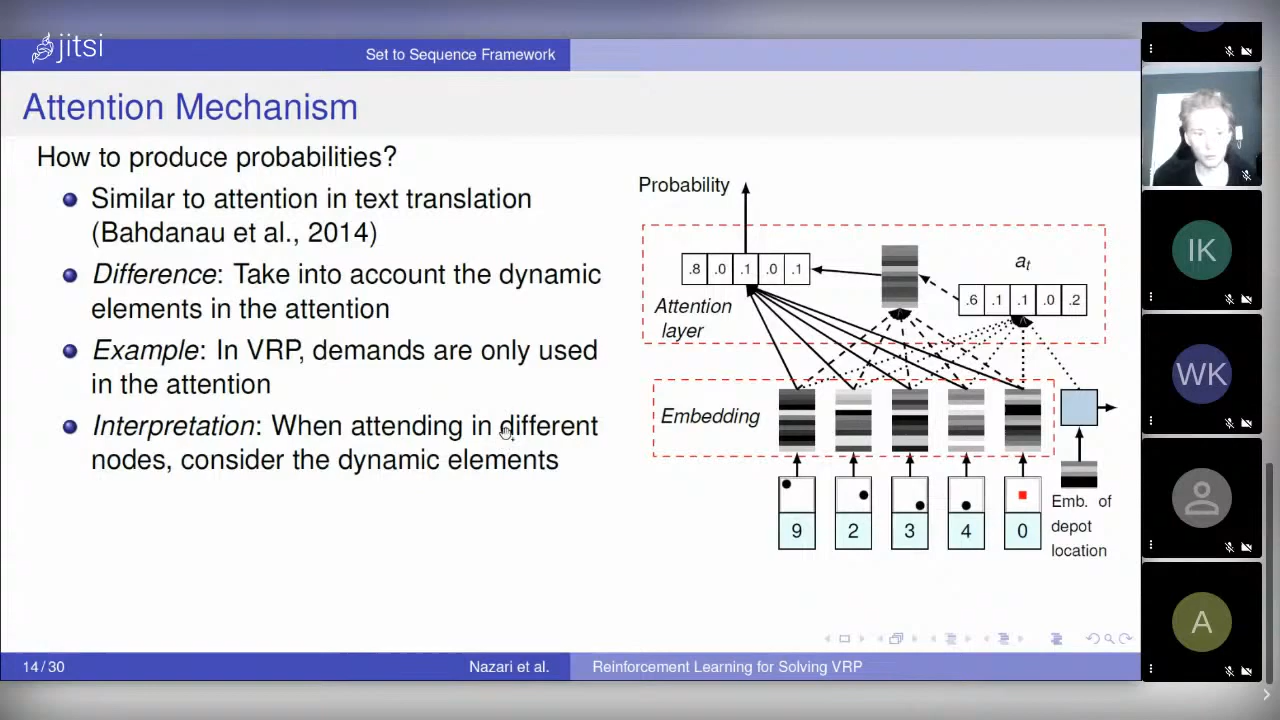 jitsi
Set to Sequence Framework
Attention Mechanism
How to produce probabilities?
Similar to attention in text translation
(Bahdanau et al., 2014)
Difference: Take into account the dynamic
elements in the attention
Example: In VRP, demands are only used
in the attention
Interpretation: When attending in different
nodes, consider the dynamic elements
Probability
.8 .0 .1 .0 .1
at
.6 .1 .1 .0 .2
Attention
layer
Embedding
9 2 3 4 0
Emb. of
depot
location
14/30
Nazari et al.
Reinforcement Learning for Solving VRP
IK
WK
A